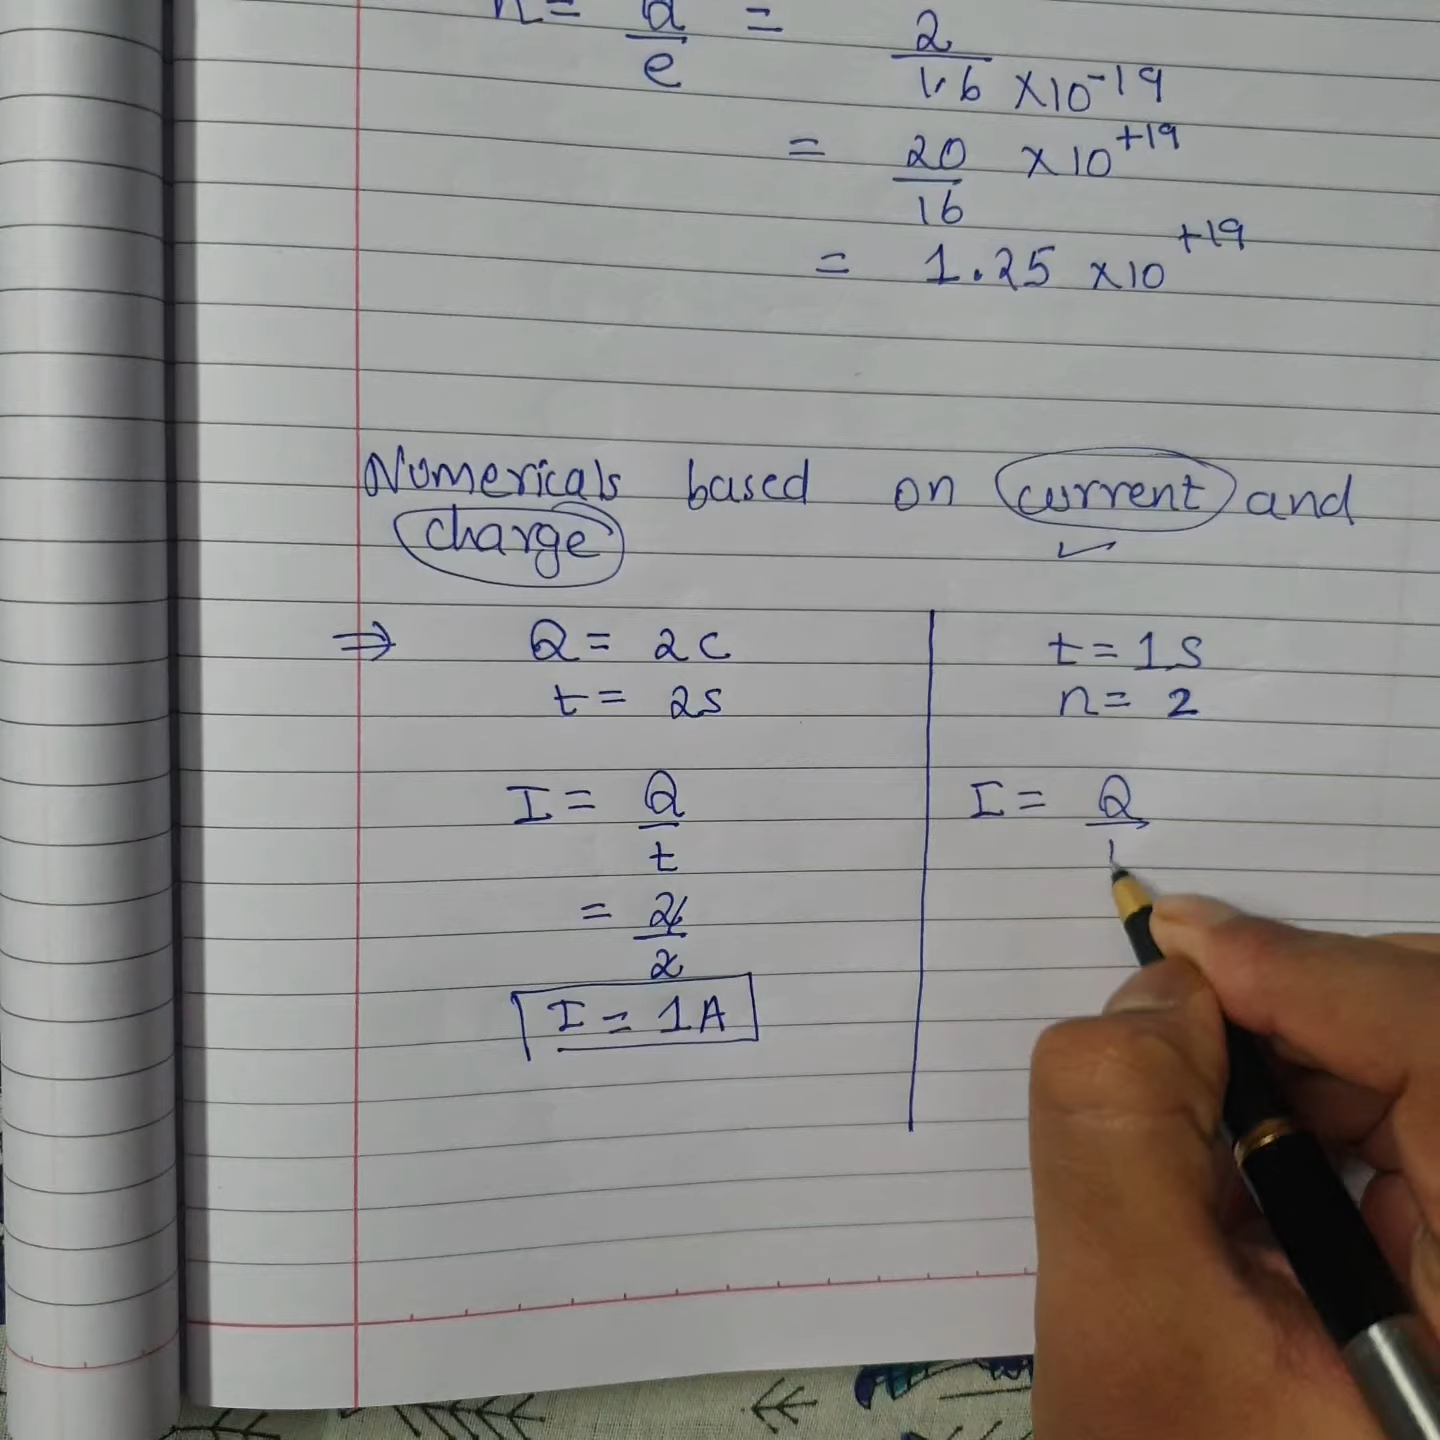 n = Q/e = 2/1.6 ×10⁻¹⁹
= 20/16 ×10⁺¹⁹
= 1.25 ×10⁺¹⁹
Numericals based on current and
charge
⇒ Q = 2C
t = 2s
I = Q/t
= 2/2
I = 1A
t = 1s
n = 2
I = Q